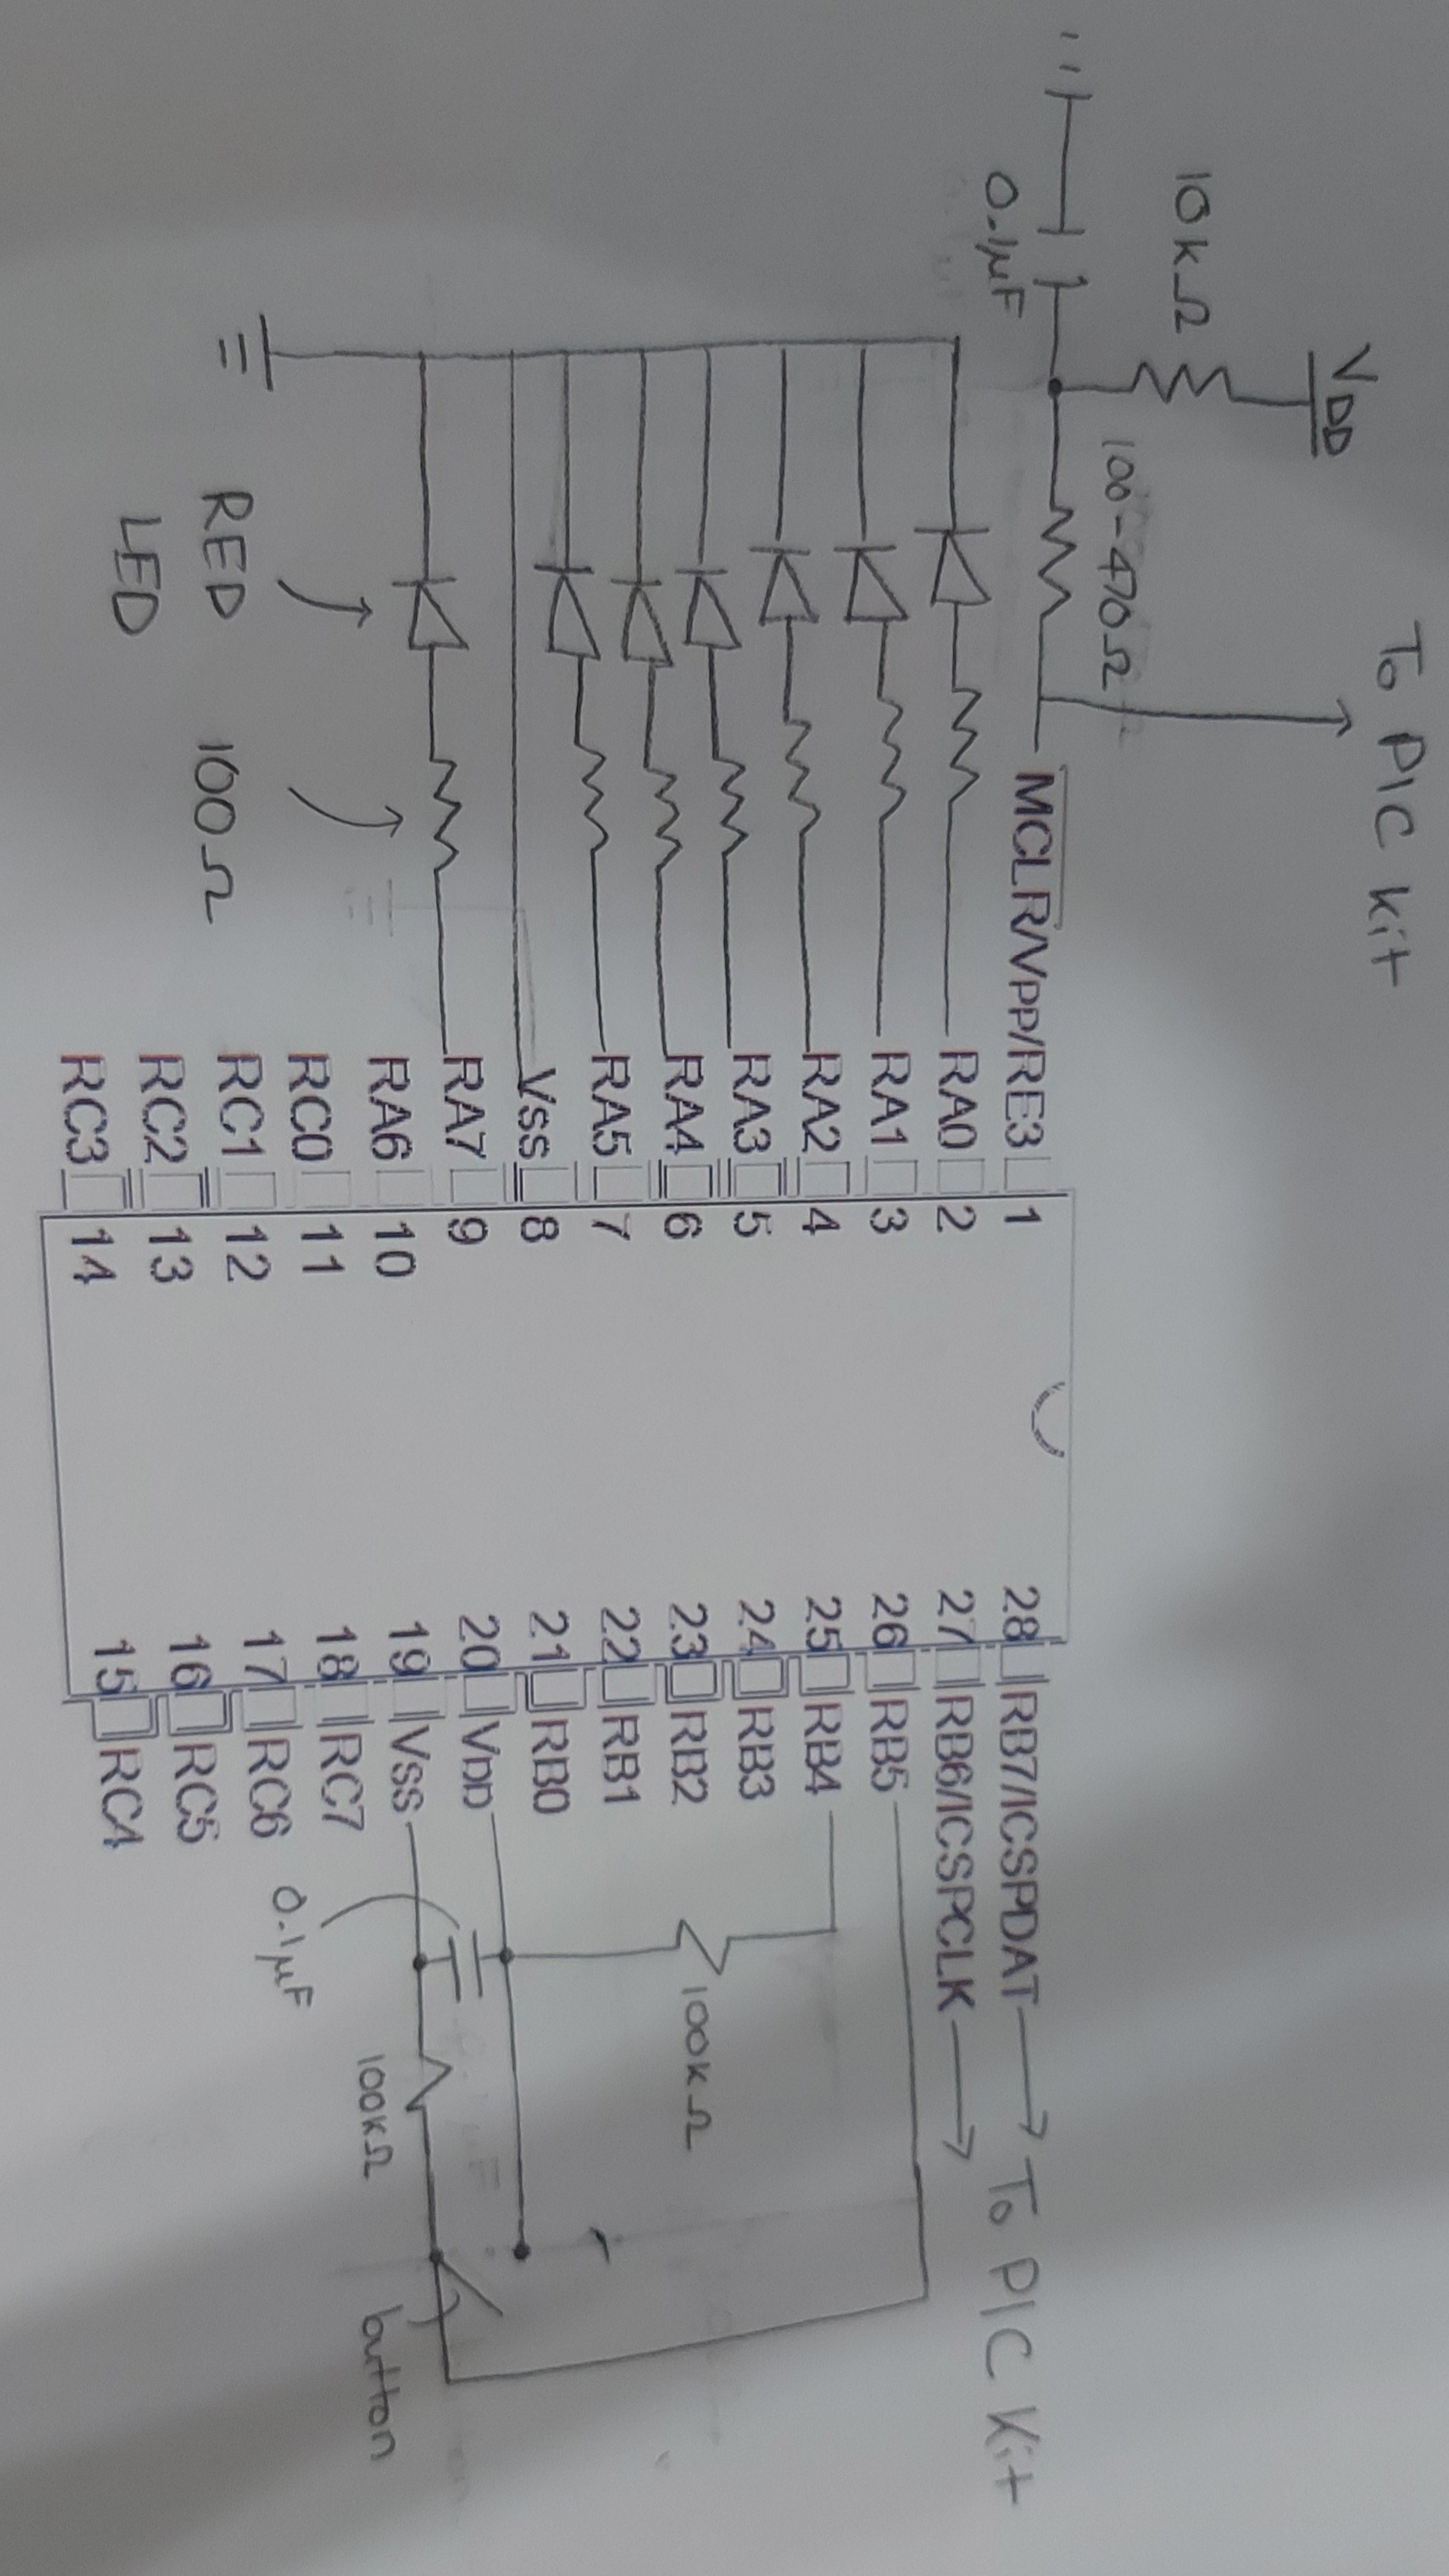 To PIC Kit
VDD
10kΩ
100-470Ω
0.1µF
MCLR/VPP/RE3
1
28
RB7/ICSPDAT
To PIC Kit
RA0
2
27
RB6/ICSPCLK
RA1
3
26
RB5
RA2
4
25
RB4
RA3
5
24
RB3
RA4
6
23
RB2
RA5
7
22
RB1
Vss
8
21
RB0
RA7
9
20
VDD
RA6
10
19
VSS
RC0
11
18
RC7
RC1
12
17
RC6
RC2
13
16
RC5
RC3
14
15
RC4
RED
LED
100Ω
100kΩ
0.1µF
100kΩ
button